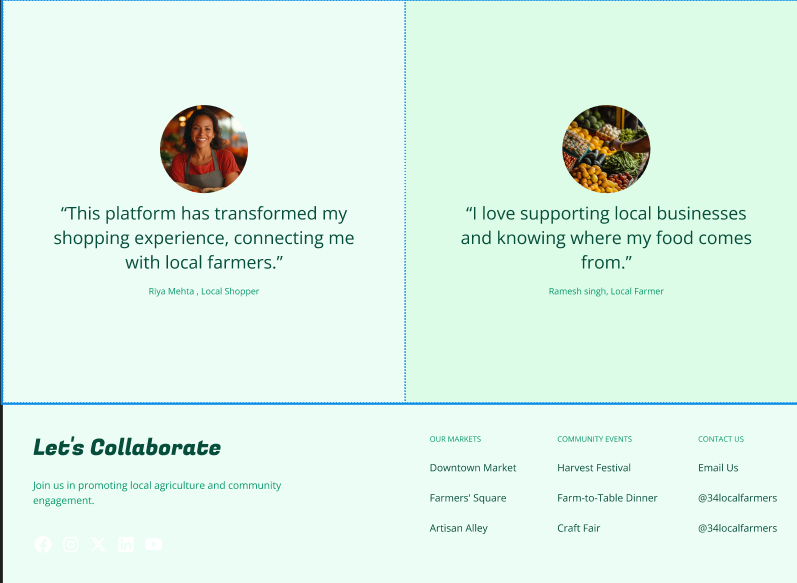 “This platform has transformed my
shopping experience, connecting me
with local farmers.”
Riya Mehta , Local Shopper
“I love supporting local businesses
and knowing where my food comes
from.”
Ramesh singh, Local Farmer
Let's Collaborate
Join us in promoting local agriculture and community
engagement.
OUR MARKETS
Downtown Market
Farmers' Square
Artisan Alley
COMMUNITY EVENTS
Harvest Festival
Farm-to-Table Dinner
Craft Fair
CONTACT US
Email Us
@34localfarmers
@34localfarmers